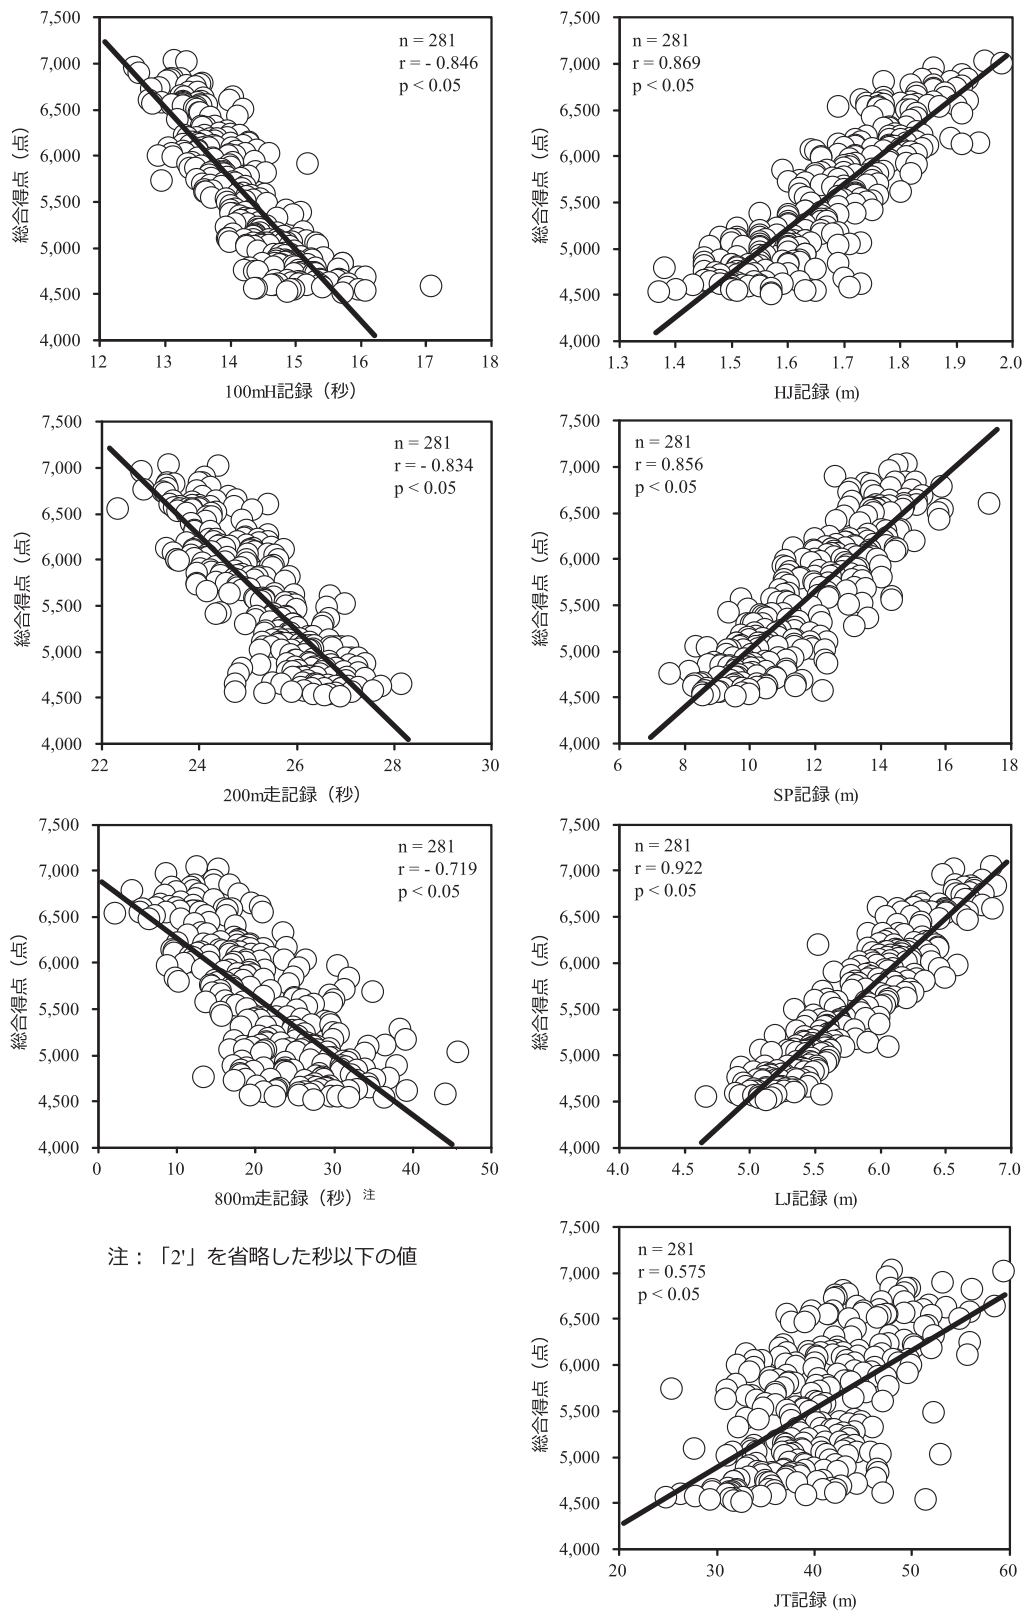 7,500
7,000
6,500
6,000
5,500
5,000
4,500
4,000
総合得点（点）
n = 281
r = - 0.846
p < 0.05
12 13 14 15 16 17 18
100mH記録（秒）
7,500
7,000
6,500
6,000
5,500
5,000
4,500
4,000
総合得点（点）
n = 281
r = 0.869
p < 0.05
1.3 1.4 1.5 1.6 1.7 1.8 1.9 2.0
HJ記録 (m)
7,500
7,000
6,500
6,000
5,500
5,000
4,500
4,000
総合得点（点）
n = 281
r = - 0.834
p < 0.05
22 24 26 28 30
200m走記録（秒）
7,500
7,000
6,500
6,000
5,500
5,000
4,500
4,000
総合得点（点）
n = 281
r = 0.856
p < 0.05
6 8 10 12 14 16 18
SP記録 (m)
7,500
7,000
6,500
6,000
5,500
5,000
4,500
4,000
総合得点（点）
n = 281
r = - 0.719
p < 0.05
0 10 20 30 40 50
800m走記録（秒）注
7,500
7,000
6,500
6,000
5,500
5,000
4,500
4,000
総合得点（点）
n = 281
r = 0.922
p < 0.05
4.0 4.5 5.0 5.5 6.0 6.5 7.0
LJ記録 (m)
注：「2'」を省略した秒以下の値
7,500
7,000
6,500
6,000
5,500
5,000
4,500
4,000
総合得点（点）
n = 281
r = 0.575
p < 0.05
20 30 40 50 60
JT記録 (m)